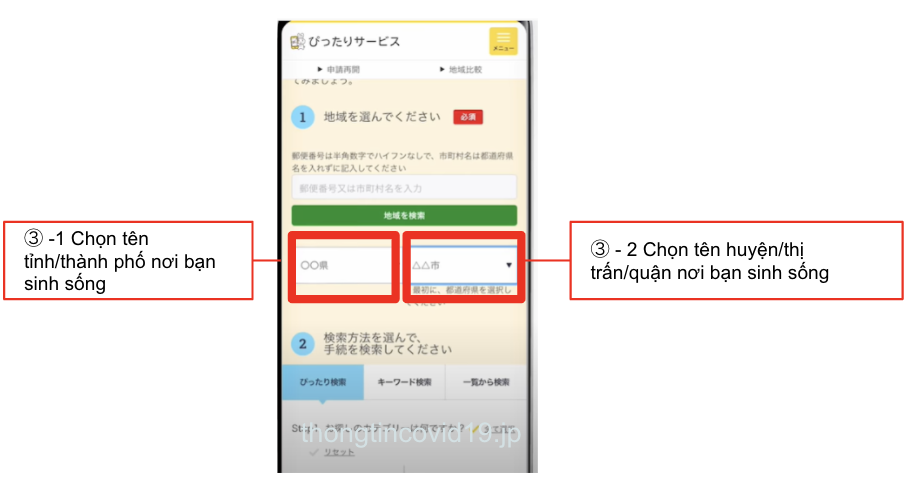 ぴったりサービス
メニュー
▶ 申請再開
▶ 地域比較
てみましょう。
1 地域を選んでください 必須
郵便番号は半角数字でハイフンなしで、市町村名は都道府県
名を入れずに記入してください
郵便番号又は市町村名を入力
地域を検索
③ -1 Chọn tên
tỉnh/thành phố nơi bạn
sinh sống
〇〇県
△△市 ▼
③ - 2 Chọn tên huyện/thị
trấn/quận nơi bạn sinh sống
最初に、都道府県を選択し
てください
2 検索方法を選んで、
手続を検索してください
ぴったり検索
キーワード検索
一覧から検索
thongtincovid19.jp
リセット